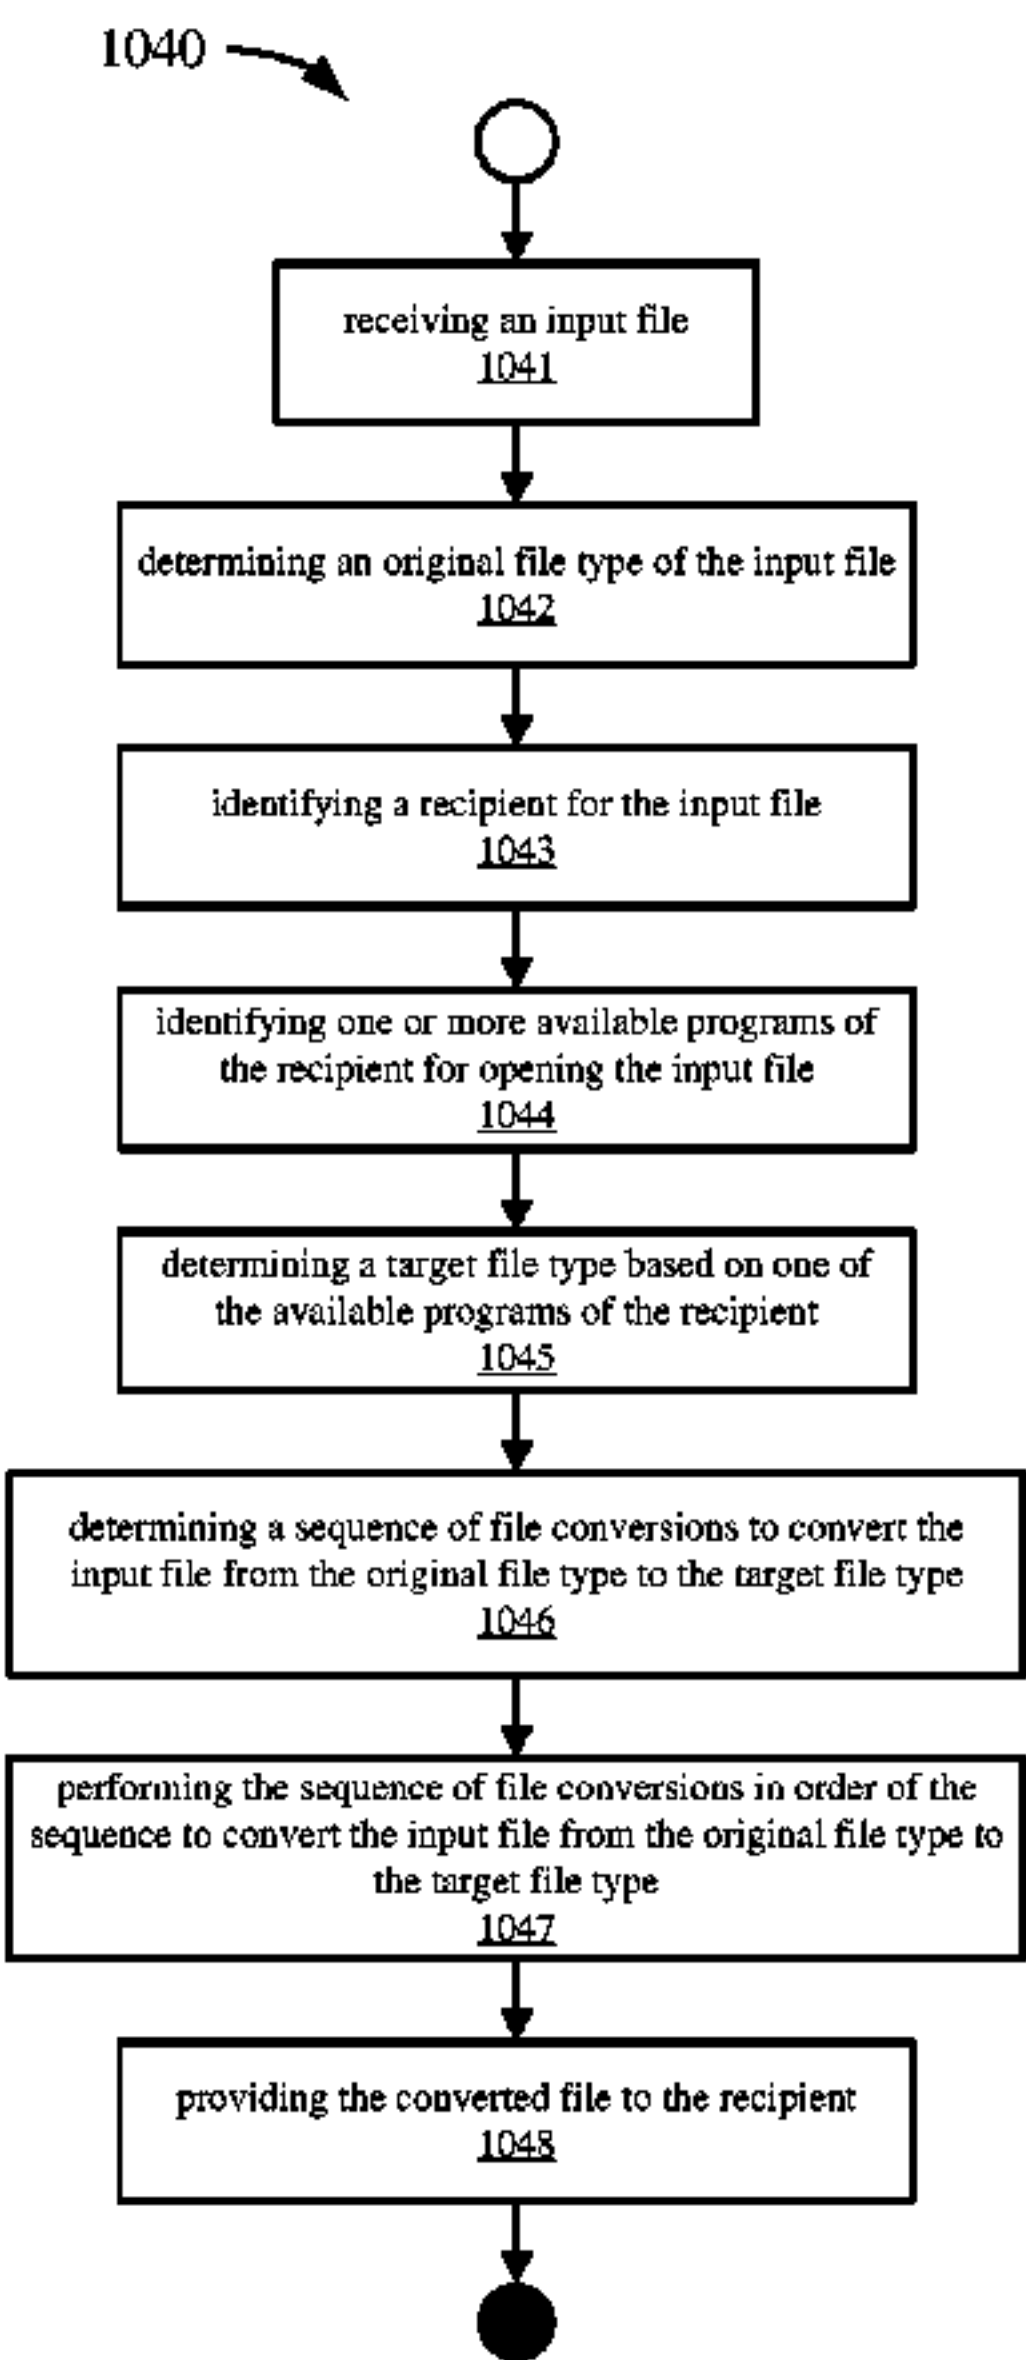 1040
receiving an input file
1041
determining an original file type of the input file
1042
identifying a recipient for the input file
1043
identifying one or more available programs of
the recipient for opening the input file
1044
determining a target file type based on one of
the available programs of the recipient
1045
determining a sequence of file conversions to convert the
input file from the original file type to the target file type
1046
performing the sequence of file conversions in order of the
sequence to convert the input file from the original file type to
the target file type
1047
providing the converted file to the recipient
1048